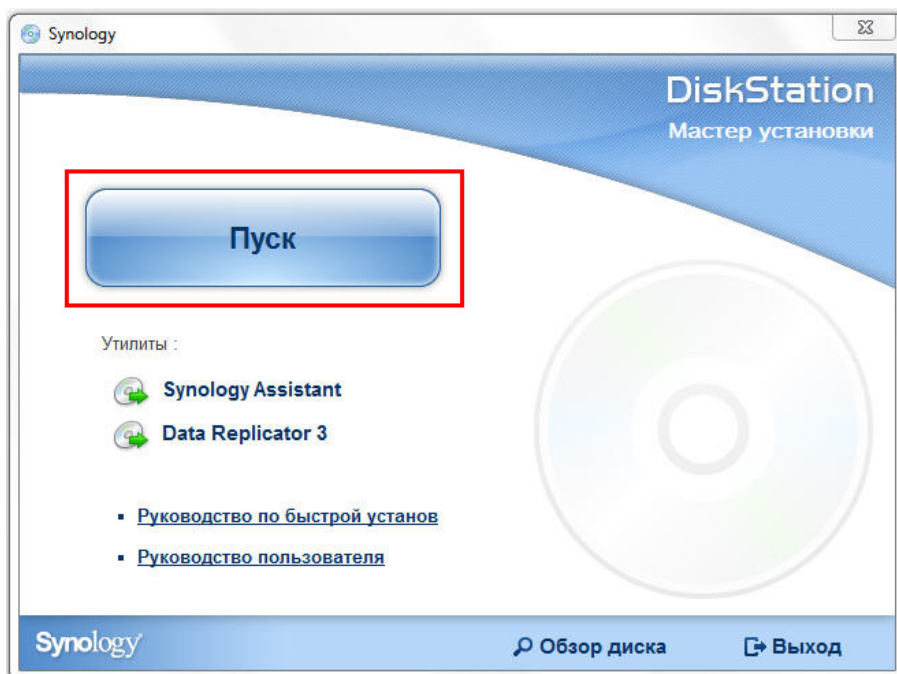 Synology
DiskStation
Мастер установки
Пуск
Утилиты :
Synology Assistant
Data Replicator 3
Руководство по быстрой установ
Руководство пользователя
Synology
Обзор диска
Выход